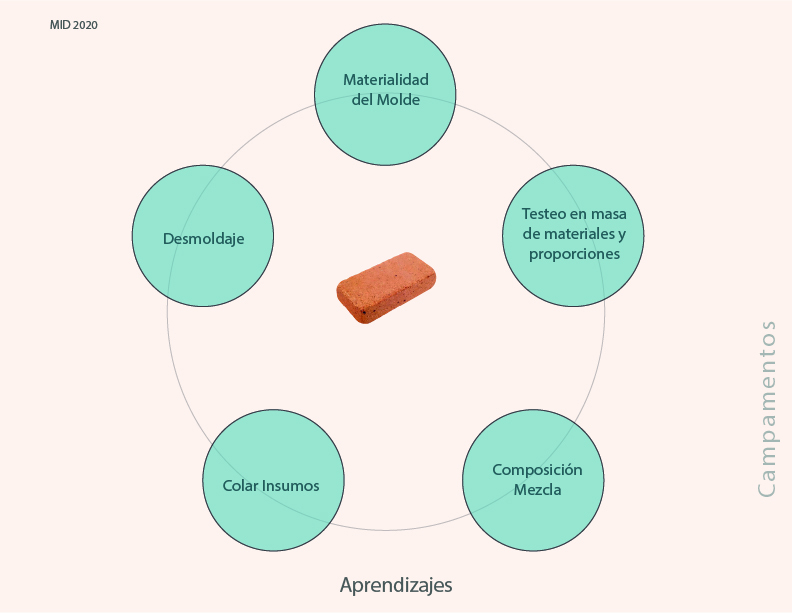 MID 2020
Materialidad
del Molde
Testeo en masa
de materiales y
proporciones
Desmoldaje
Composición
Mezcla
Colar Insumos
Campamentos
Aprendizajes